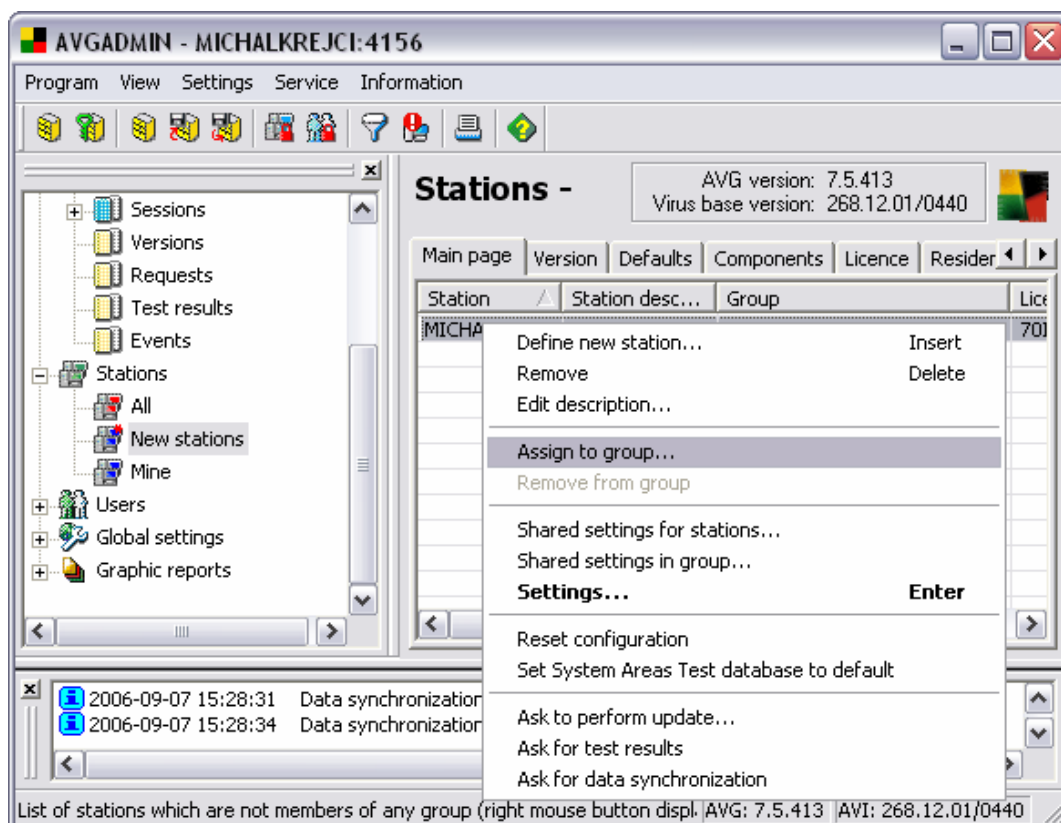 AVGADMIN - MICHALKREJCI:4156
Program View Settings Service Information
Stations -
AVG version: 7.5.413
Virus base version: 268.12.01/0440
Sessions
Versions
Requests
Test results
Events
Stations
All
New stations
Mine
Users
Global settings
Graphic reports
Main page Version Defaults Components Licence Residen
Station Station desc... Group Lice
MICHA 701
Define new station... Insert
Remove Delete
Edit description...
Assign to group...
Remove from group
Shared settings for stations...
Shared settings in group...
Settings... Enter
Reset configuration
Set System Areas Test database to default
Ask to perform update...
Ask for test results
Ask for data synchronization
2006-09-07 15:28:31 Data synchronization
2006-09-07 15:28:34 Data synchronization
List of stations which are not members of any group (right mouse button displ. AVG: 7.5.413 AVI: 268.12.01/0440